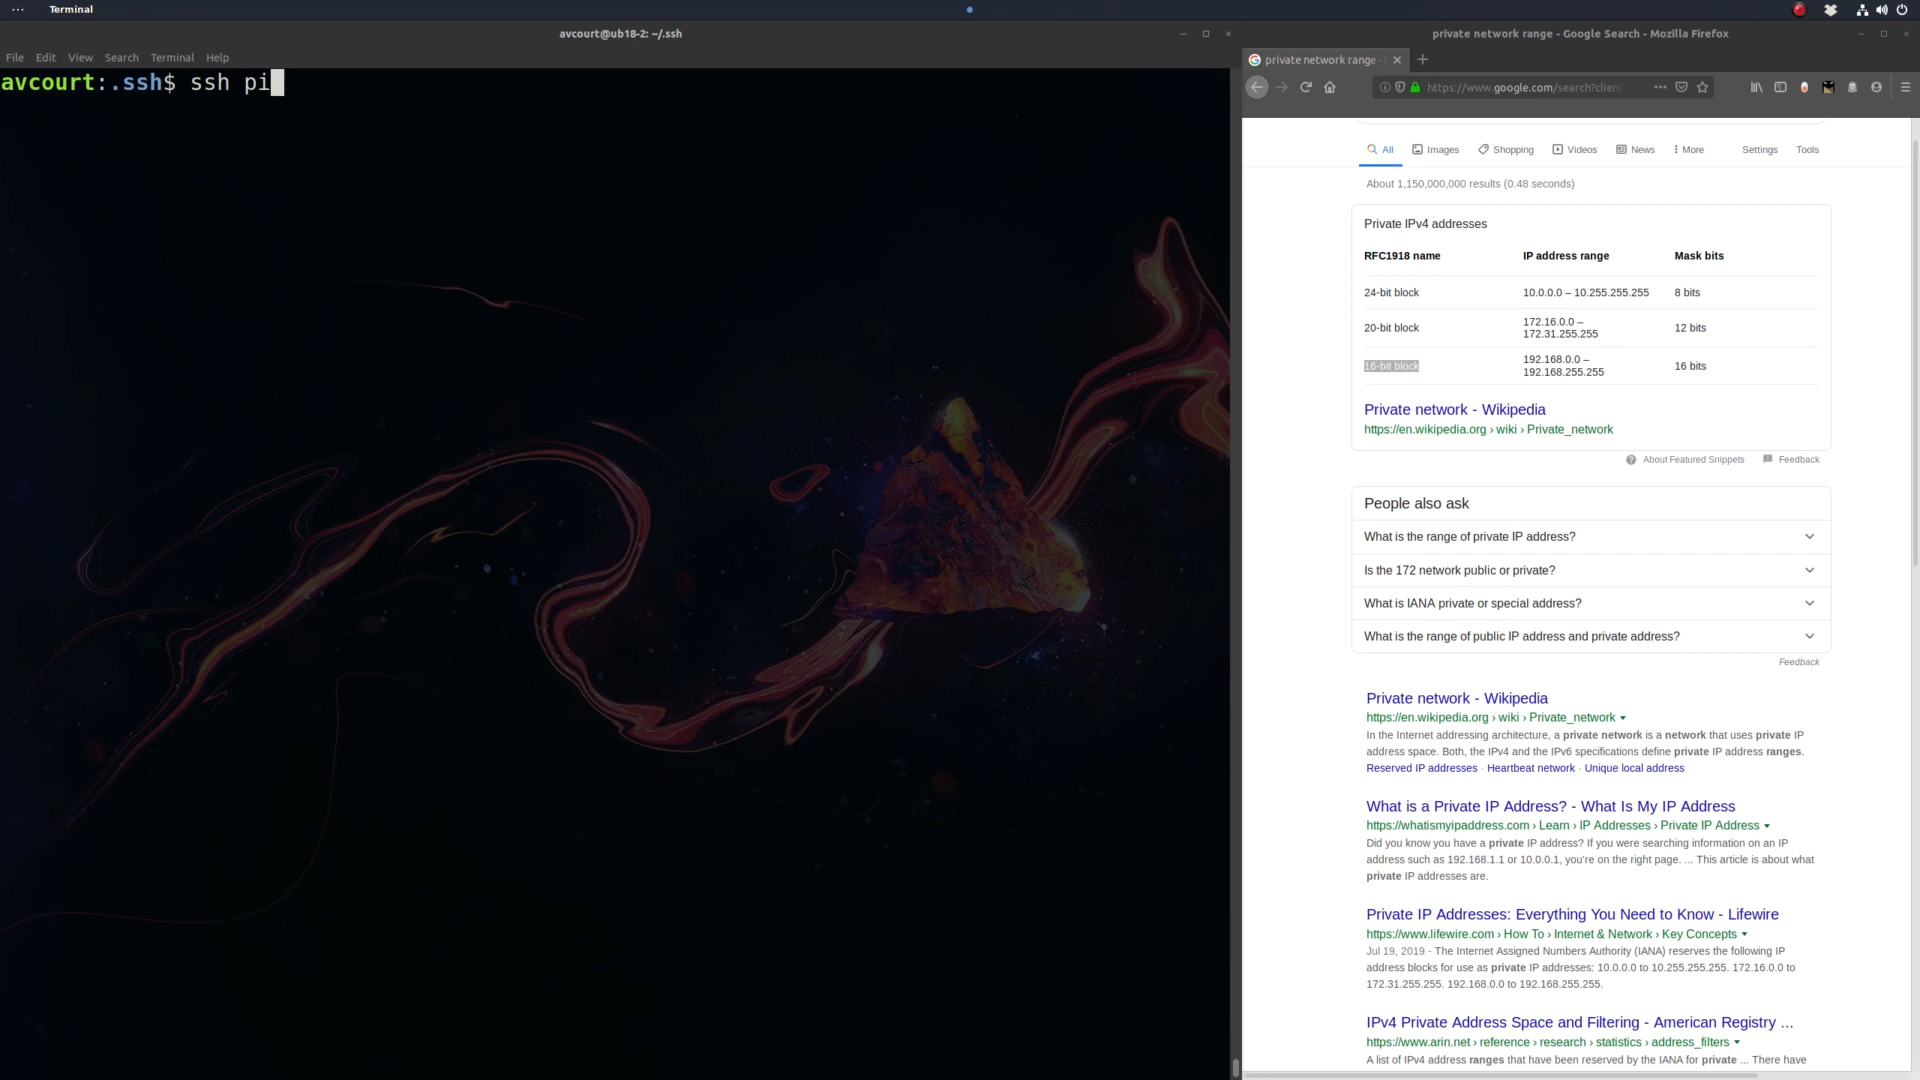 Terminal
avcourt@ub18-2: ~/.ssh
File Edit View Search Terminal Help
avcourt:.ssh$ ssh pi
private network range - Google Search - Mozilla Firefox
private network range -
https://www.google.com/search?clien
All Images Shopping Videos News More Settings Tools
About 1,150,000,000 results (0.48 seconds)
Private IPv4 addresses
RFC1918 name IP address range Mask bits
24-bit block 10.0.0.0 – 10.255.255.255 8 bits
20-bit block 172.16.0.0 – 172.31.255.255 12 bits
16-bit block 192.168.0.0 – 192.168.255.255 16 bits
Private network - Wikipedia
https://en.wikipedia.org › wiki › Private_network
About Featured Snippets Feedback
People also ask
What is the range of private IP address?
Is the 172 network public or private?
What is IANA private or special address?
What is the range of public IP address and private address?
Feedback
Private network - Wikipedia
https://en.wikipedia.org › wiki › Private_network
In the Internet addressing architecture, a private network is a network that uses private IP
address space. Both, the IPv4 and the IPv6 specifications define private IP address ranges.
Reserved IP addresses · Heartbeat network · Unique local address
What is a Private IP Address? - What Is My IP Address
https://whatismyipaddress.com › Learn › IP Addresses › Private IP Address
Did you know you have a private IP address? If you were searching information on an IP
address such as 192.168.1.1 or 10.0.0.1, you're on the right page. ... This article is about what
private IP addresses are.
Private IP Addresses: Everything You Need to Know - Lifewire
https://www.lifewire.com › How To › Internet & Network › Key Concepts
Jul 19, 2019 - The Internet Assigned Numbers Authority (IANA) reserves the following IP
address blocks for use as private IP addresses: 10.0.0.0 to 10.255.255.255. 172.16.0.0 to
172.31.255.255. 192.168.0.0 to 192.168.255.255.
IPv4 Private Address Space and Filtering - American Registry ...
https://www.arin.net › reference › research › statistics › address_filters
A list of IPv4 address ranges that have been reserved by the IANA for private ... There have